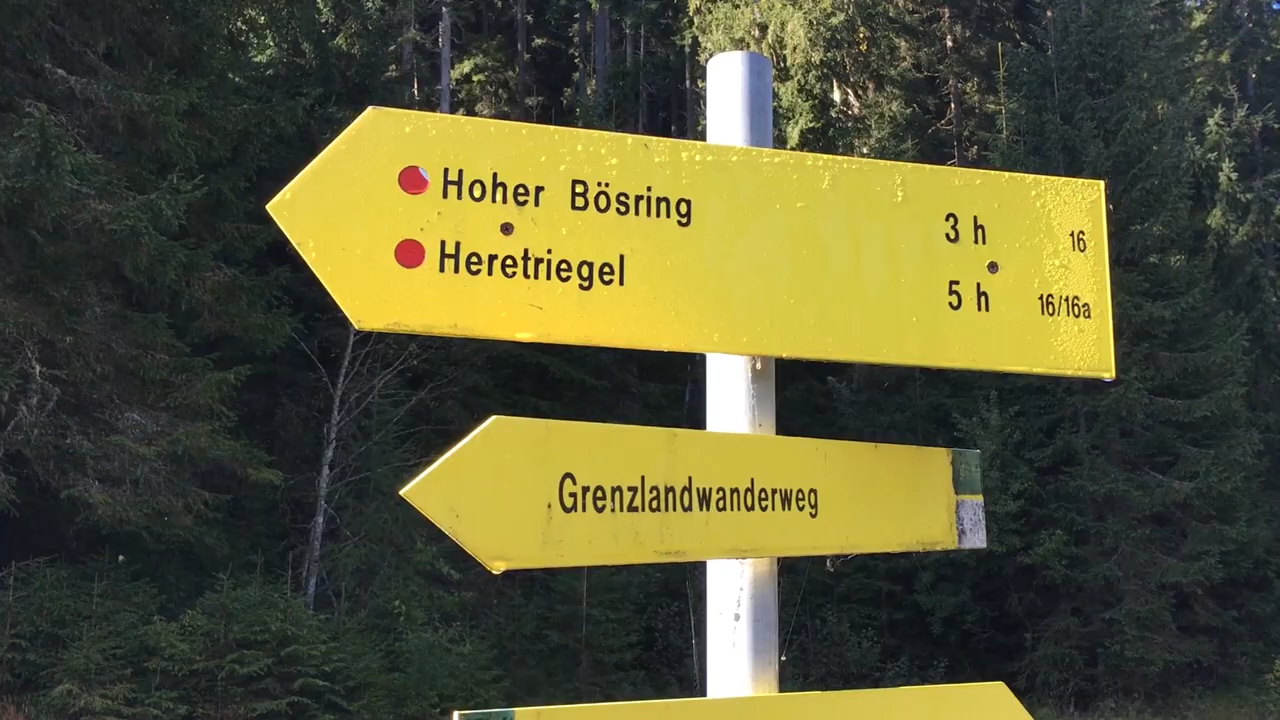 Hoher Bösring 3 h 16
Heretriegel 5 h 16/16a
Grenzlandwanderweg